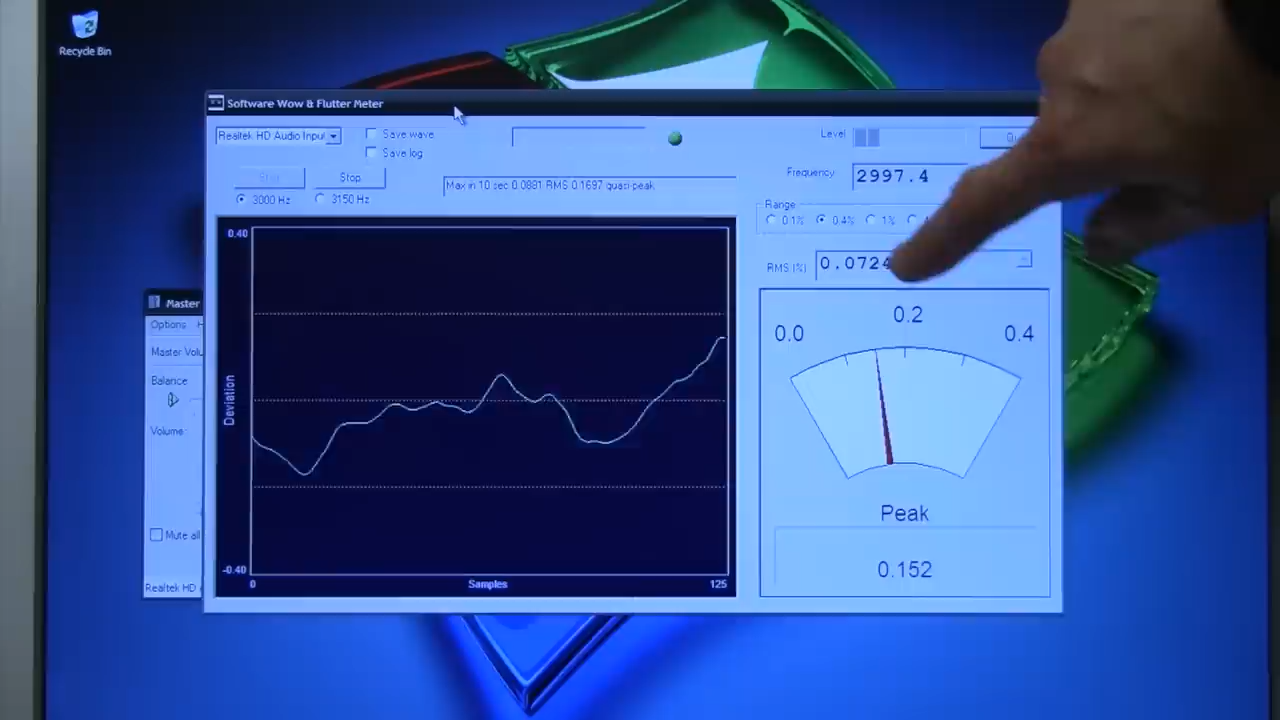 Recycle Bin
Software Wow & Flutter Meter
Realtek HD Audio Input
Save wave
Save log
Level
Stop
Max in 10 sec 0.0881 RMS 0.1697 quasi-peak
Frequency
2997.4
3000 Hz
3150 Hz
Range
0.1%
0.4%
1%
0.40
RMS (%)
0.0724
Master
Options
Master Volu
Balance
Volume:
Mute all
Realtek HD
Deviation
0.0
0.2
0.4
Peak
0.152
-0.40
0
Samples
125